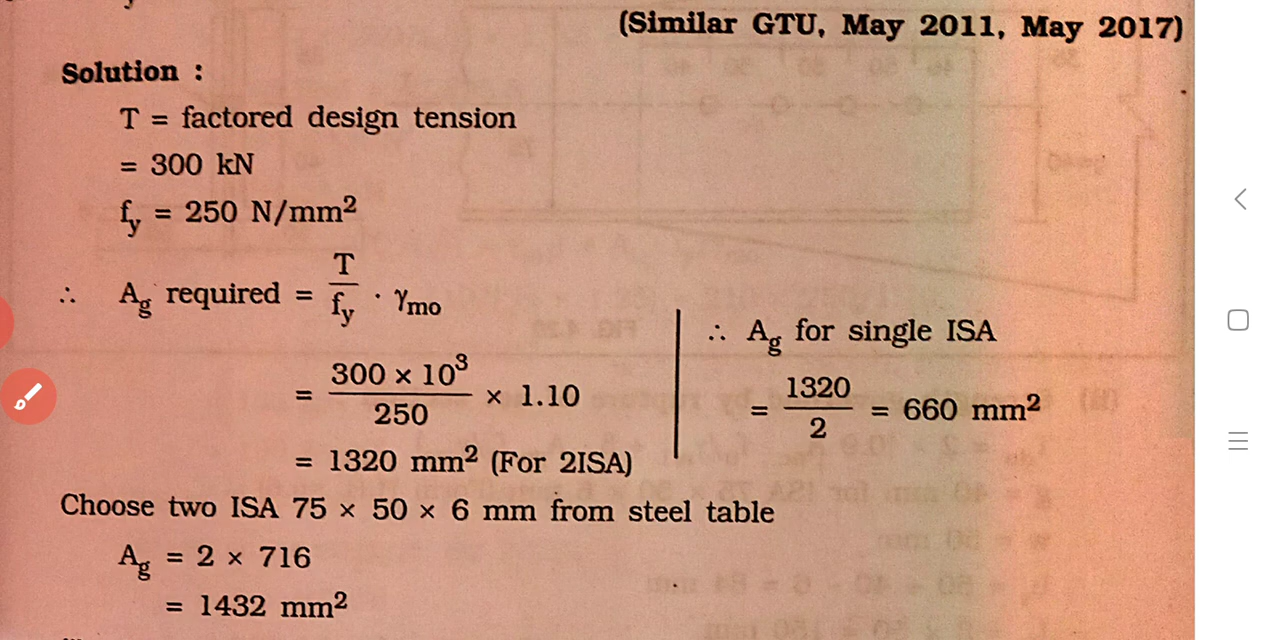 (Similar GTU, May 2011, May 2017)
Solution :
T = factored design tension
= 300 kN
f_y = 250 N/mm²
∴ A_g required = T/f_y · γ_mo
= 300 × 10³/250 × 1.10
= 1320 mm² (For 2ISA)
∴ A_g for single ISA
= 1320/2 = 660 mm²
Choose two ISA 75 × 50 × 6 mm from steel table
A_g = 2 × 716
= 1432 mm²